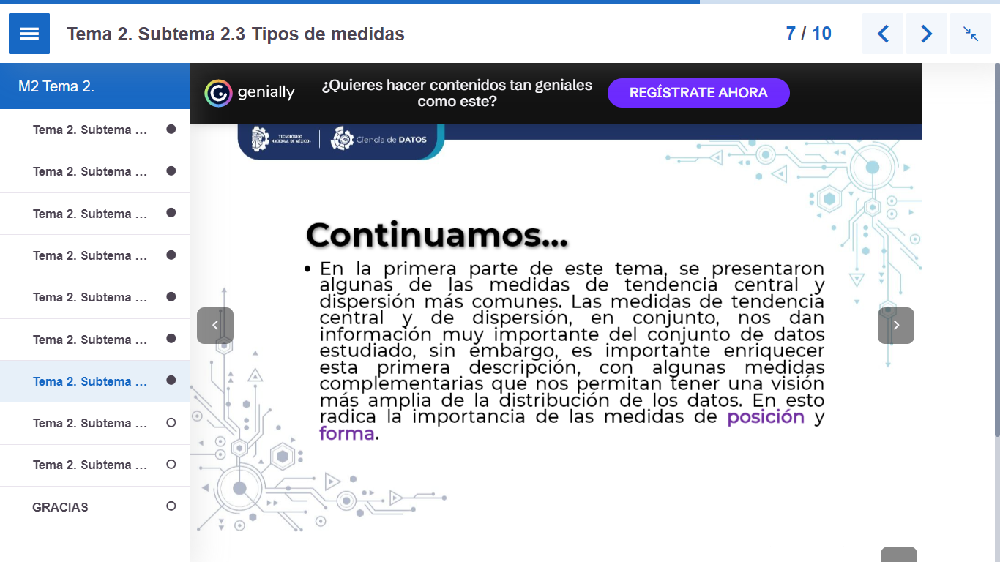 Tema 2. Subtema 2.3 Tipos de medidas
7 / 10
M2 Tema 2.
Tema 2. Subtema ...
Tema 2. Subtema ...
Tema 2. Subtema ...
Tema 2. Subtema ...
Tema 2. Subtema ...
Tema 2. Subtema ...
Tema 2. Subtema ...
Tema 2. Subtema ...
Tema 2. Subtema ...
GRACIAS
genially
¿Quieres hacer contenidos tan geniales
como este?
REGÍSTRATE AHORA
TECNOLÓGICO
NACIONAL DE MÉXICO
Ciencia de DATOS
Continuamos...
• En la primera parte de este tema, se presentaron
algunas de las medidas de tendencia central y
dispersión más comunes. Las medidas de tendencia
central y de dispersión, en conjunto, nos dan
información muy importante del conjunto de datos
estudiado, sin embargo, es importante enriquecer
esta primera descripción, con algunas medidas
complementarias que nos permitan tener una visión
más amplia de la distribución de los datos. En esto
radica la importancia de las medidas de posición y
forma.